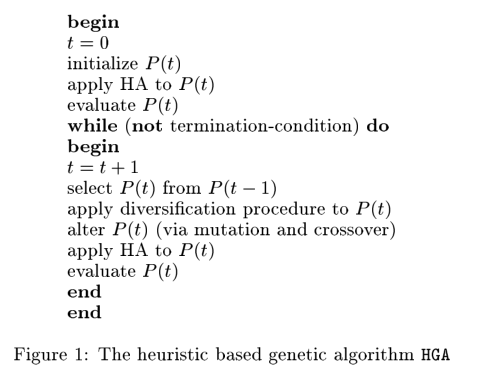 begin
t = 0
initialize P(t)
apply HA to P(t)
evaluate P(t)
while (not termination-condition) do
begin
t = t + 1
select P(t) from P(t − 1)
apply diversification procedure to P(t)
alter P(t) (via mutation and crossover)
apply HA to P(t)
evaluate P(t)
end
end
Figure 1: The heuristic based genetic algorithm HGA